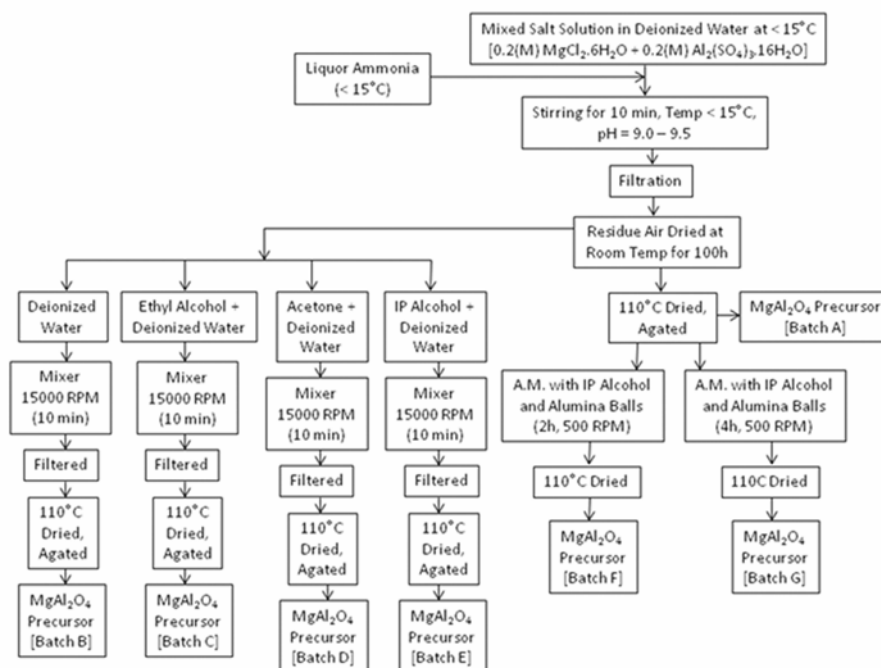 Mixed Salt Solution in Deionized Water at < 15°C
[0.2(M) MgCl₂.6H₂O + 0.2(M) Al₂(SO₄)₃.16H₂O]
Liquor Ammonia
(< 15°C)
Stirring for 10 min, Temp < 15°C,
pH = 9.0 – 9.5
Filtration
Residue Air Dried at
Room Temp for 100h
Deionized
Water
Mixer
15000 RPM
(10 min)
Filtered
110°C
Dried,
Agated
MgAl₂O₄
Precursor
[Batch B]
Ethyl Alcohol +
Deionized Water
Mixer
15000 RPM
(10 min)
Filtered
110°C
Dried,
Agated
MgAl₂O₄
Precursor
[Batch C]
Acetone +
Deionized
Water
Mixer
15000 RPM
(10 min)
Filtered
110°C
Dried,
Agated
MgAl₂O₄
Precursor
[Batch D]
IP Alcohol +
Deionized
Water
Mixer
15000 RPM
(10 min)
Filtered
110°C
Dried,
Agated
MgAl₂O₄
Precursor
[Batch E]
110°C Dried,
Agated
MgAl₂O₄ Precursor
[Batch A]
A.M. with IP Alcohol
and Alumina Balls
(2h, 500 RPM)
110°C Dried
MgAl₂O₄
Precursor
[Batch F]
A.M. with IP Alcohol
and Alumina Balls
(4h, 500 RPM)
110C Dried
MgAl₂O₄
Precursor
[Batch G]